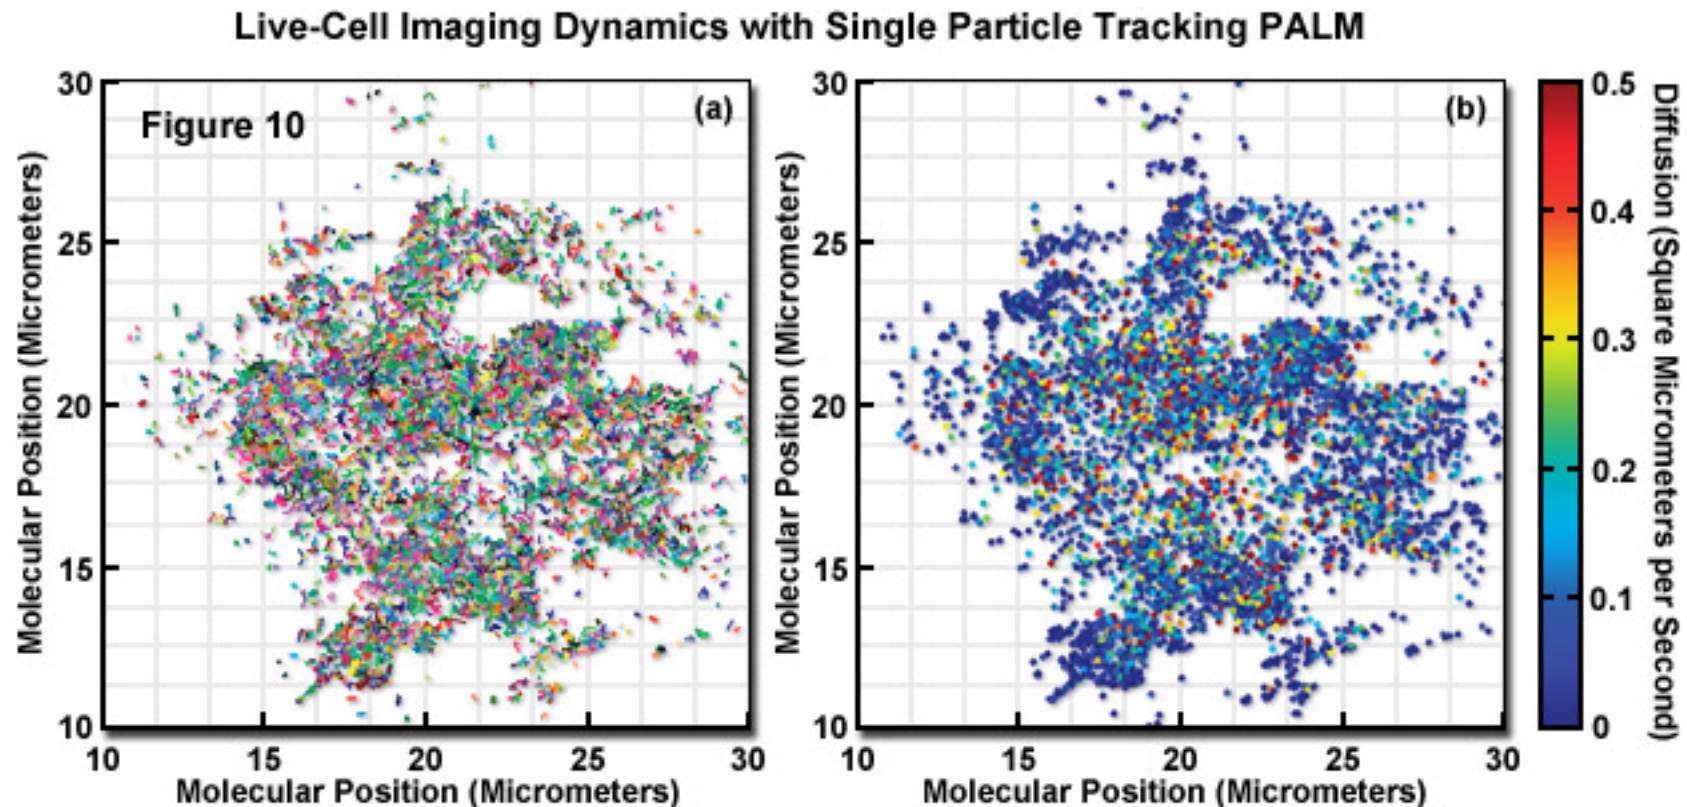 Live-Cell Imaging Dynamics with Single Particle Tracking PALM
Figure 10
(a)
30
25
20
15
10
10 15 20 25 30
Molecular Position (Micrometers)
Molecular Position (Micrometers)
(b)
30
25
20
15
10
10 15 20 25 30
Molecular Position (Micrometers)
Molecular Position (Micrometers)
0.5
0.4
0.3
0.2
0.1
0
Diffusion (Square Micrometers per Second)